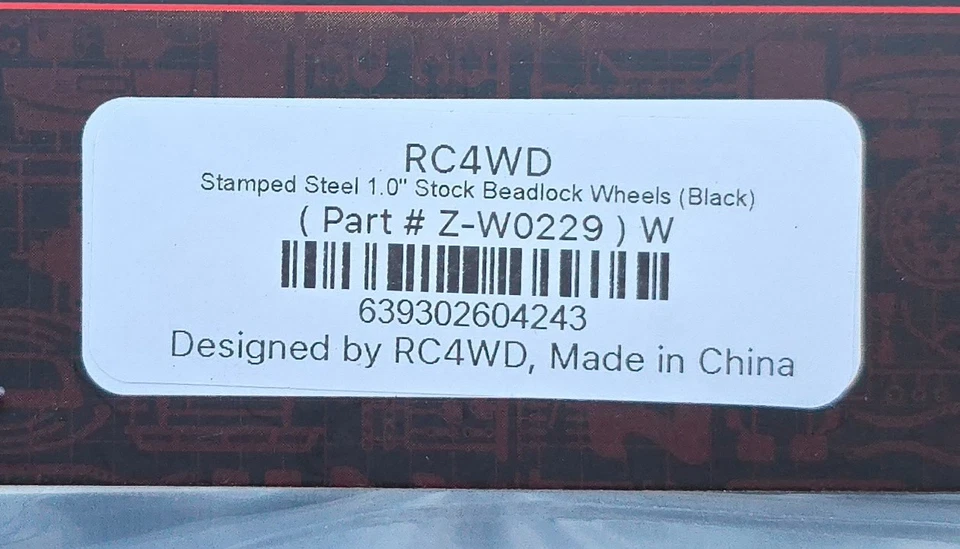 RC4WD
Stamped Steel 1.0" Stock Beadlock Wheels (Black)
( Part # Z-W0229 ) W
639302604243
Designed by RC4WD, Made in China